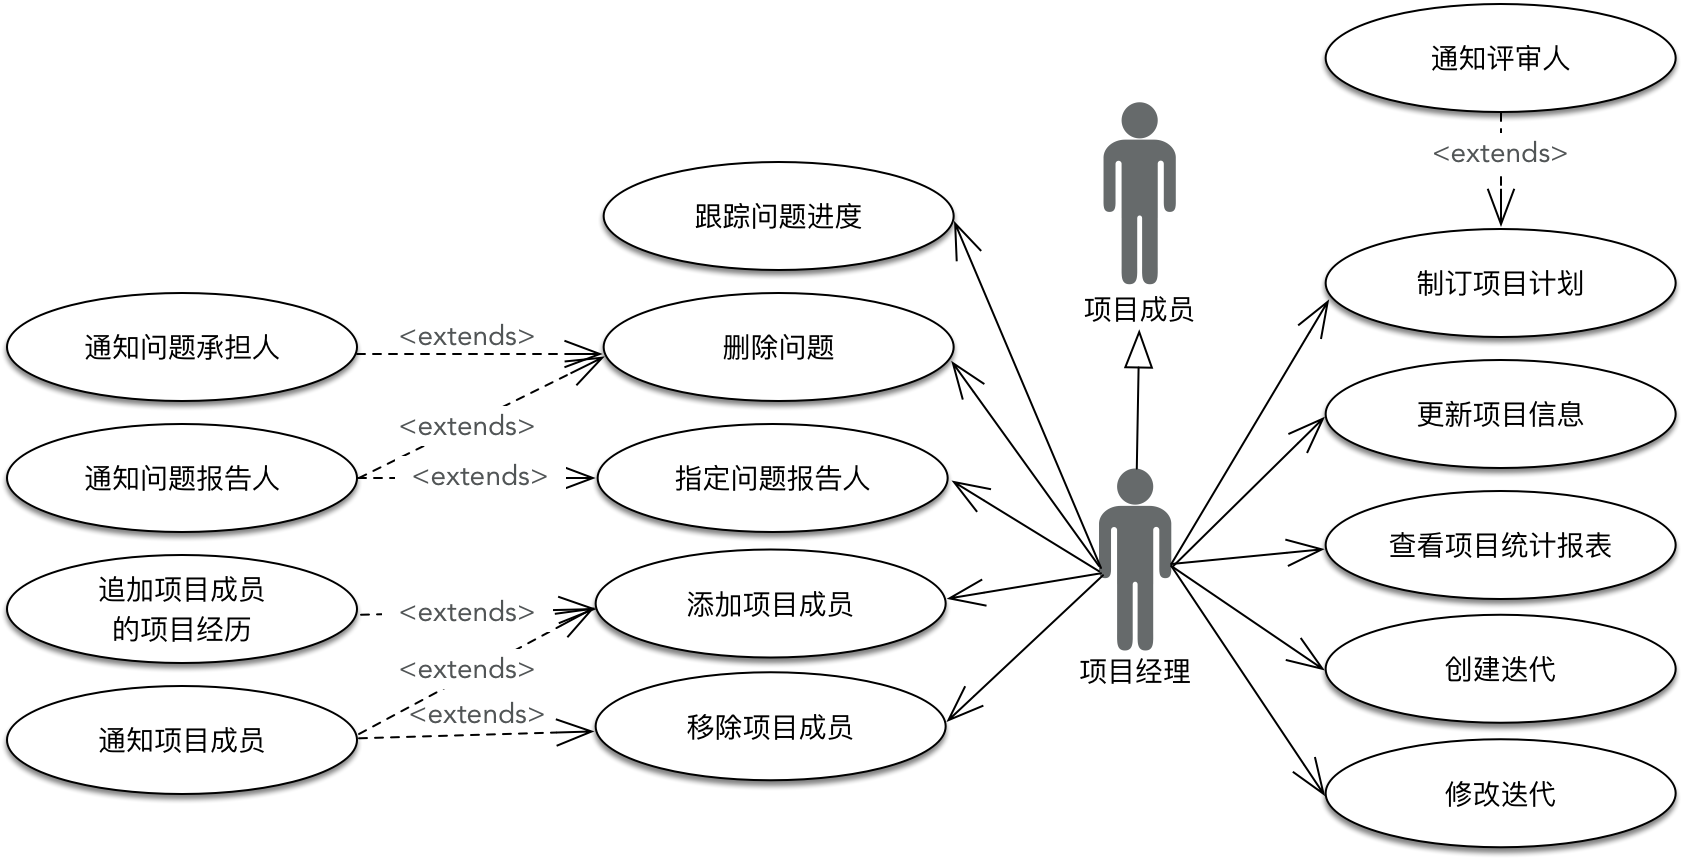 通知评审人
<extends>
项目成员
跟踪问题进度
制订项目计划
通知问题承担人
<extends>
删除问题
更新项目信息
<extends>
通知问题报告人
<extends>
指定问题报告人
查看项目统计报表
追加项目成员
的项目经历
<extends>
添加项目成员
项目经理
创建迭代
<extends>
通知项目成员
<extends>
移除项目成员
修改迭代